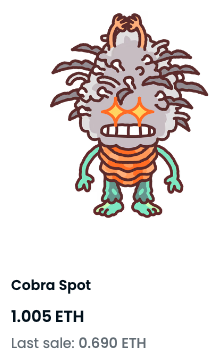 Cobra Spot
1.005 ETH
Last sale: 0.690 ETH